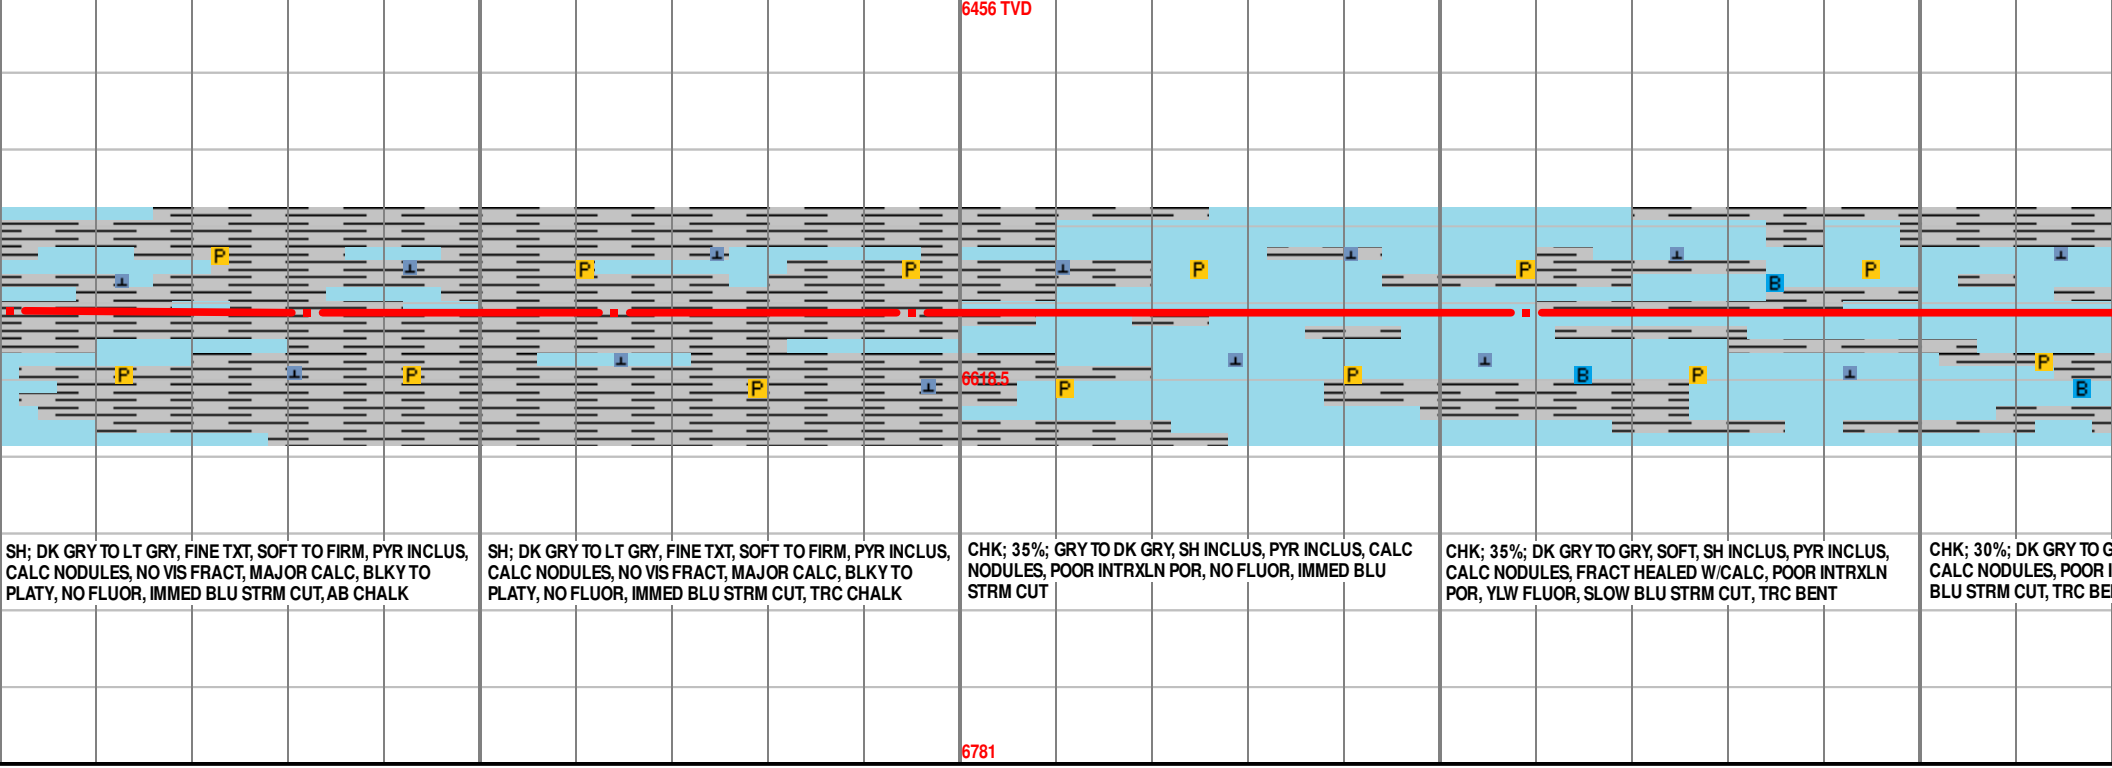 6456 TVD
P
P
P
P
P
P
B
P
6618.5
P
P
P
P
P
B
P
P
B
SH; DK GRY TO LT GRY, FINE TXT, SOFT TO FIRM, PYR INCLUS,
CALC NODULES, NO VIS FRACT, MAJOR CALC, BLKY TO
PLATY, NO FLUOR, IMMED BLU STRM CUT, AB CHALK
SH; DK GRY TO LT GRY, FINE TXT, SOFT TO FIRM, PYR INCLUS,
CALC NODULES, NO VIS FRACT, MAJOR CALC, BLKY TO
PLATY, NO FLUOR, IMMED BLU STRM CUT, TRC CHALK
CHK; 35%; GRY TO DK GRY, SH INCLUS, PYR INCLUS, CALC
NODULES, POOR INTRXLN POR, NO FLUOR, IMMED BLU
STRM CUT
CHK; 35%; DK GRY TO GRY, SOFT, SH INCLUS, PYR INCLUS,
CALC NODULES, FRACT HEALED W/CALC, POOR INTRXLN
POR, YLW FLUOR, SLOW BLU STRM CUT, TRC BENT
CHK; 30%; DK GRY TO G
CALC NODULES, POOR I
BLU STRM CUT, TRC BE
6781